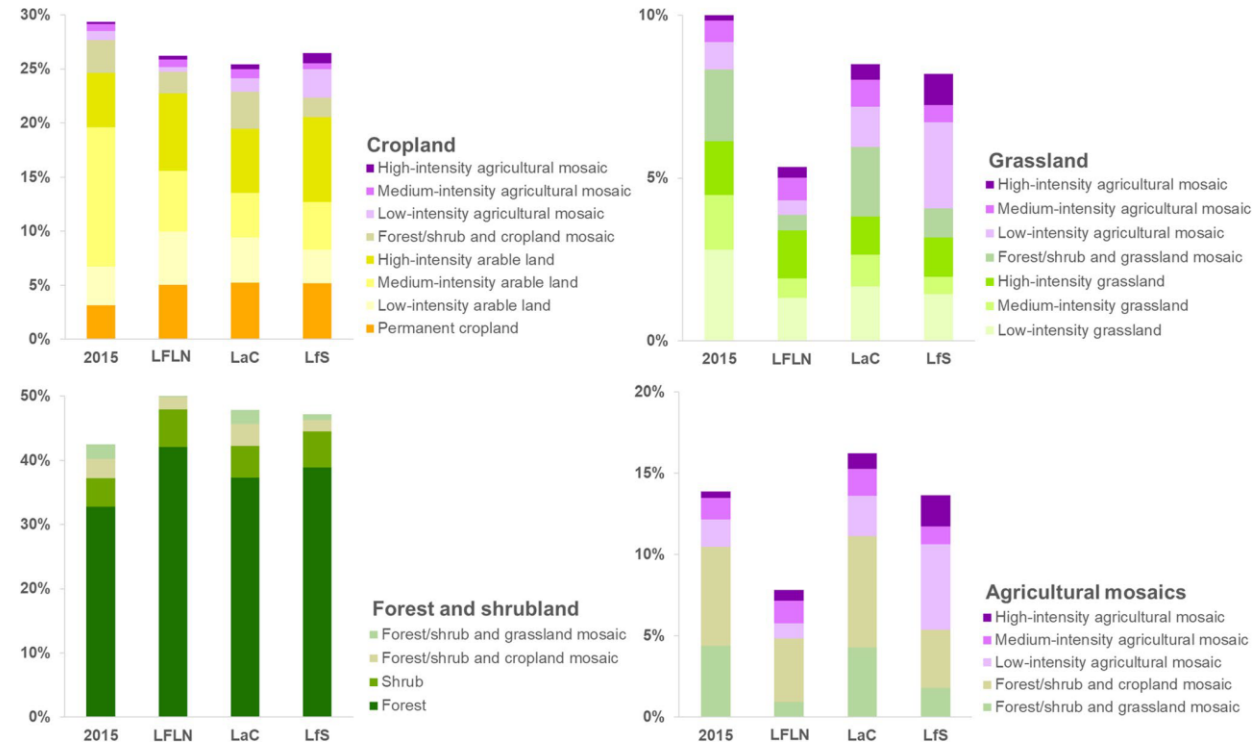 30%
25%
20%
15%
10%
5%
0%
2015 LFLN LaC LfS
Cropland
High-intensity agricultural mosaic
Medium-intensity agricultural mosaic
Low-intensity agricultural mosaic
Forest/shrub and cropland mosaic
High-intensity arable land
Medium-intensity arable land
Low-intensity arable land
Permanent cropland
10%
5%
0%
2015 LFLN LaC LfS
Grassland
High-intensity agricultural mosaic
Medium-intensity agricultural mosaic
Low-intensity agricultural mosaic
Forest/shrub and grassland mosaic
High-intensity grassland
Medium-intensity grassland
Low-intensity grassland
50%
40%
30%
20%
10%
0%
2015 LFLN LaC LfS
Forest and shrubland
Forest/shrub and grassland mosaic
Forest/shrub and cropland mosaic
Shrub
Forest
20%
15%
10%
5%
0%
2015 LFLN LaC LfS
Agricultural mosaics
High-intensity agricultural mosaic
Medium-intensity agricultural mosaic
Low-intensity agricultural mosaic
Forest/shrub and cropland mosaic
Forest/shrub and grassland mosaic